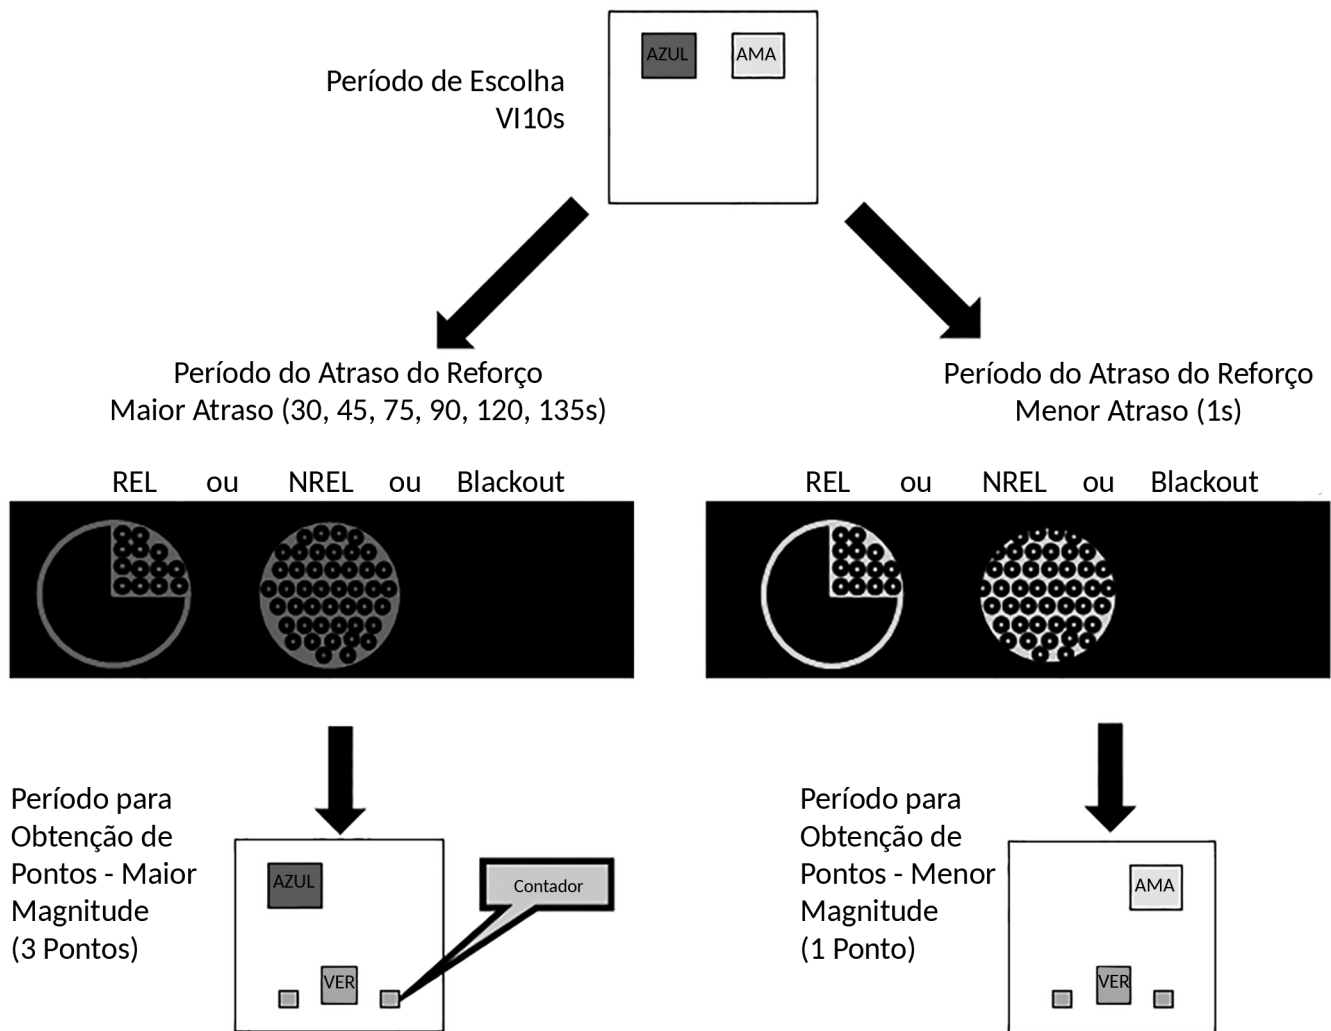 AZUL
AMA
Período de Escolha
VI10s
Período do Atraso do Reforço
Maior Atraso (30, 45, 75, 90, 120, 135s)
REL ou NREL ou Blackout
Período do Atraso do Reforço
Menor Atraso (1s)
REL ou NREL ou Blackout
Período para
Obtenção de
Pontos - Maior
Magnitude
(3 Pontos)
AZUL
Contador
VER
Período para
Obtenção de
Pontos - Menor
Magnitude
(1 Ponto)
AMA
VER